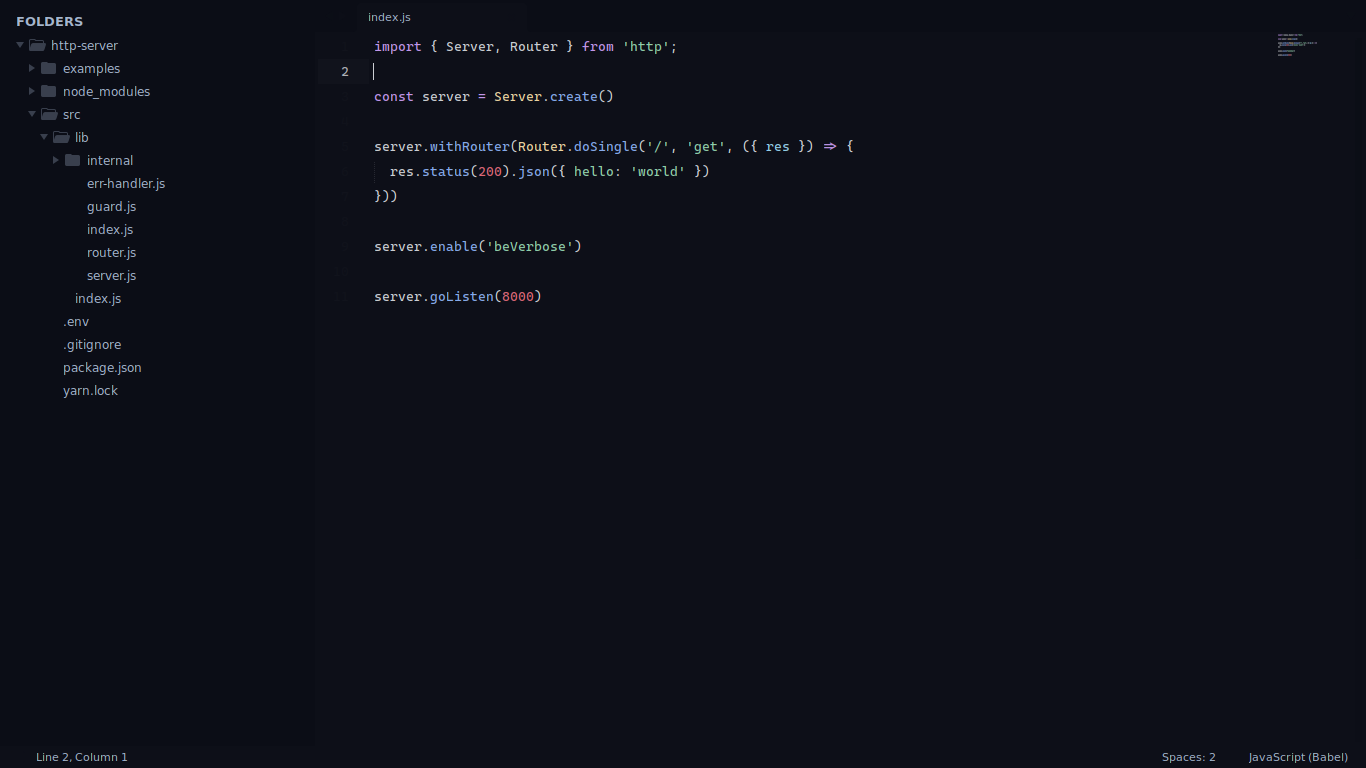 FOLDERS
http-server
examples
node_modules
src
lib
internal
err-handler.js
guard.js
index.js
router.js
server.js
index.js
.env
.gitignore
package.json
yarn.lock
index.js
import { Server, Router } from 'http';
2
const server = Server.create()
server.withRouter(Router.doSingle('/', 'get', ({ res }) => {
res.status(200).json({ hello: 'world' })
}))
server.enable('beVerbose')
server.goListen(8000)
Line 2, Column 1
Spaces: 2
JavaScript (Babel)